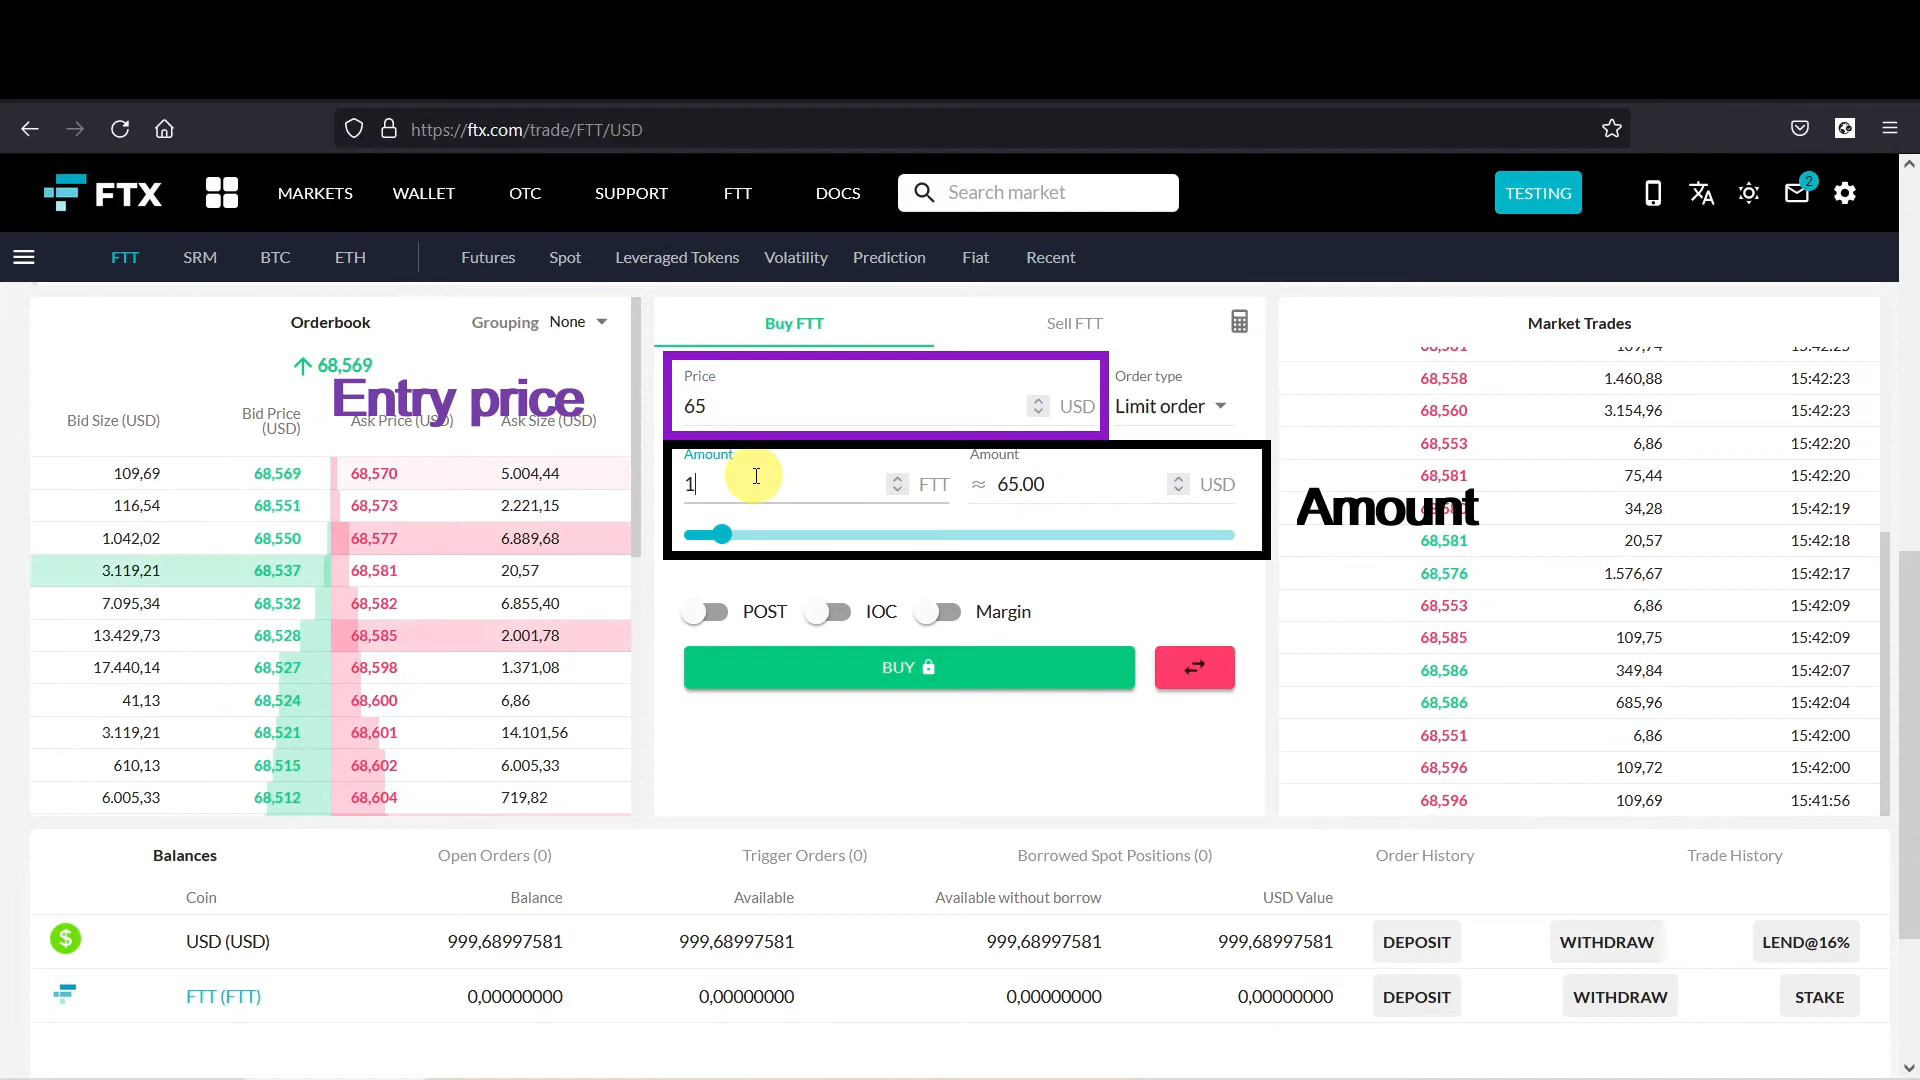 https://ftx.com/trade/FTT/USD
FTX MARKETS WALLET OTC SUPPORT FTT DOCS Search market TESTING 2
FTT SRM BTC ETH Futures Spot Leveraged Tokens Volatility Prediction Fiat Recent
Orderbook Grouping None
68,569
Entry price
Bid Size (USD) Bid Price (USD) Ask Price (USD) Ask Size (USD)
109,69 68,569 68,570 5.004,44
116,54 68,551 68,573 2.221,15
1.042,02 68,550 68,577 6.889,68
3.119,21 68,537 68,581 20,57
7.095,34 68,532 68,582 6.855,40
13.429,73 68,528 68,585 2.001,78
17.440,14 68,527 68,598 1.371,08
41,13 68,524 68,600 6,86
3.119,21 68,521 68,601 14.101,56
610,13 68,515 68,602 6.005,33
6.005,33 68,512 68,604 719,82
Buy FTT Sell FTT
Price Order type
65 USD Limit order
Amount Amount
1 FTT ≈ 65.00 USD
Amount
POST IOC Margin
BUY
Market Trades
68,558 1.460,88 15:42:23
68,560 3.154,96 15:42:23
68,553 6,86 15:42:20
68,581 75,44 15:42:20
34,28 15:42:19
68,581 20,57 15:42:18
68,576 1.576,67 15:42:17
68,553 6,86 15:42:09
68,585 109,75 15:42:09
68,586 349,84 15:42:07
68,586 685,96 15:42:04
68,551 6,86 15:42:00
68,596 109,72 15:42:00
68,596 109,69 15:41:56
Balances Open Orders (0) Trigger Orders (0) Borrowed Spot Positions (0) Order History Trade History
Coin Balance Available Available without borrow USD Value
USD (USD) 999,68997581 999,68997581 999,68997581 999,68997581 DEPOSIT WITHDRAW LEND@16%
FTT (FTT) 0,00000000 0,00000000 0,00000000 0,00000000 DEPOSIT WITHDRAW STAKE